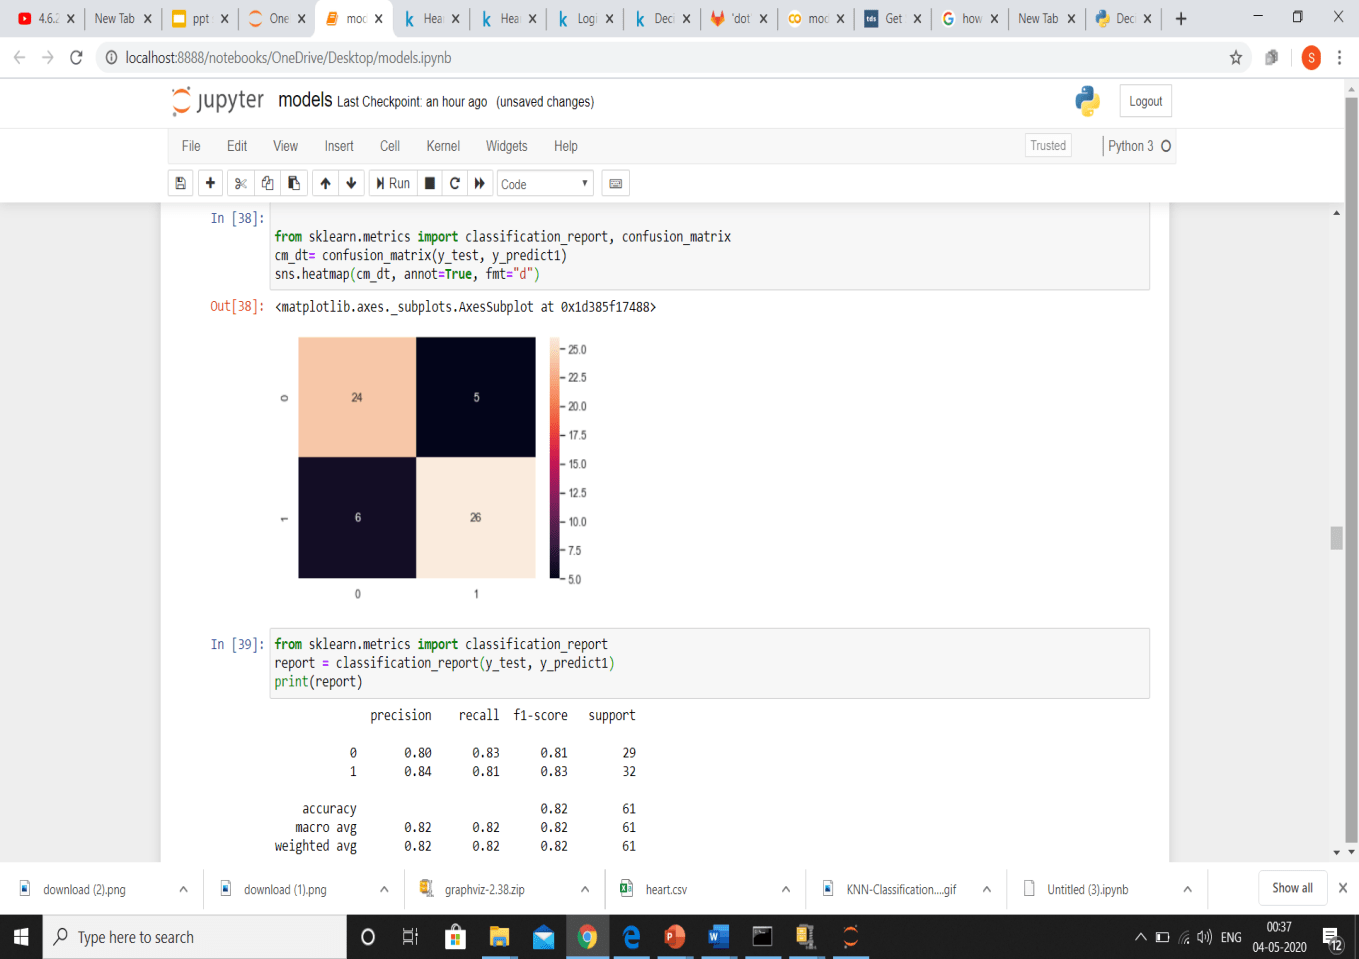 4.6.2 New Tab ppt One moc Hear Hea Logi Deci 'dot moc Get how New Tab Deci
localhost:8888/notebooks/OneDrive/Desktop/models.ipynb
S
jupyter models Last Checkpoint: an hour ago (unsaved changes)
Logout
File Edit View Insert Cell Kernel Widgets Help
Trusted
Python 3
Run
Code
In [38]:
from sklearn.metrics import classification_report, confusion_matrix
cm_dt= confusion_matrix(y_test, y_predict1)
sns.heatmap(cm_dt, annot=True, fmt="d")
Out[38]: <matplotlib.axes._subplots.AxesSubplot at 0x1d385f17488>
25.0
22.5
0 24 5
20.0
17.5
15.0
12.5
1 6 26
10.0
7.5
5.0
0 1
In [39]: from sklearn.metrics import classification_report
report = classification_report(y_test, y_predict1)
print(report)
precision recall f1-score support
0 0.80 0.83 0.81 29
1 0.84 0.81 0.83 32
accuracy 0.82 61
macro avg 0.82 0.82 0.82 61
weighted avg 0.82 0.82 0.82 61
download (2).png download (1).png graphviz-2.38.zip heart.csv KNN-Classification....gif Untitled (3).ipynb Show all
Type here to search
ENG
00:37
04-05-2020
12